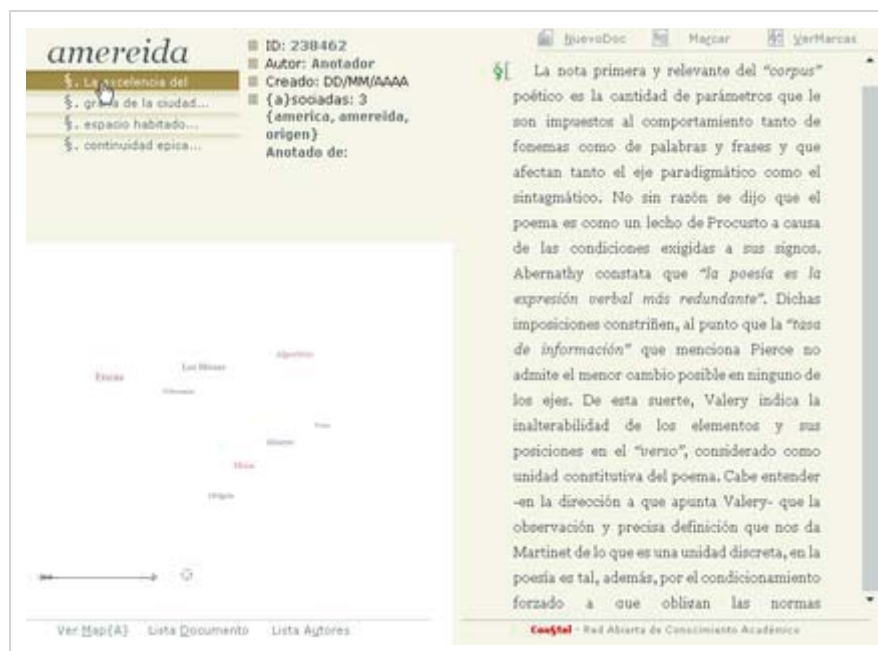 amereida
§. La excelencia del
§. grafia de la ciudad...
§. espacio habitado...
§. continuidad epica...
ID: 238462
Autor: Anotador
Creado: DD/MM/AAAA
{a}sociadas: 3
{america, amereida,
origen}
Anotado de:
Los Héroes
Origen
Ver Map{A} Lista Documento Lista Autores
NuevoDoc Marcar VerMarcas
§[ La nota primera y relevante del "corpus"
poético es la cantidad de parámetros que le
son impuestos al comportamiento tanto de
fonemas como de palabras y frases y que
afectan tanto el eje paradigmático como el
sintagmático. No sin razón se dijo que el
poema es como un lecho de Procusto a causa
de las condiciones exigidas a sus signos.
Abernathy constata que "la poesía es la
expresión verbal más redundante". Dichas
imposiciones constriñen, al punto que la "tasa
de información" que menciona Pierce no
admite el menor cambio posible en ninguno de
los ejes. De esta suerte, Valery indica la
inalterabilidad de los elementos y sus
posiciones en el "verso", considerado como
unidad constitutiva del poema. Cabe entender
-en la dirección a que apunta Valery- que la
observación y precisa definición que nos da
Martinet de lo que es una unidad discreta, en la
poesía es tal, además, por el condicionamiento
forzado a que obligan las normas
Con§tel - Red Abierta de Conocimiento Académico